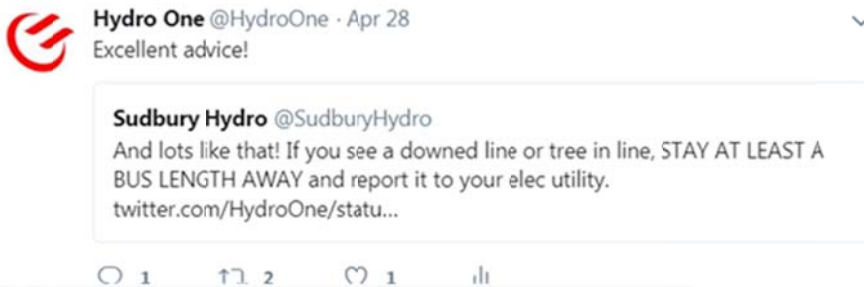 Hydro One @HydroOne · Apr 28
Excellent advice!
Sudbury Hydro @SudburyHydro
And lots like that! If you see a downed line or tree in line, STAY AT LEAST A
BUS LENGTH AWAY and report it to your elec utility.
twitter.com/HydroOne/statu...
1 2 1